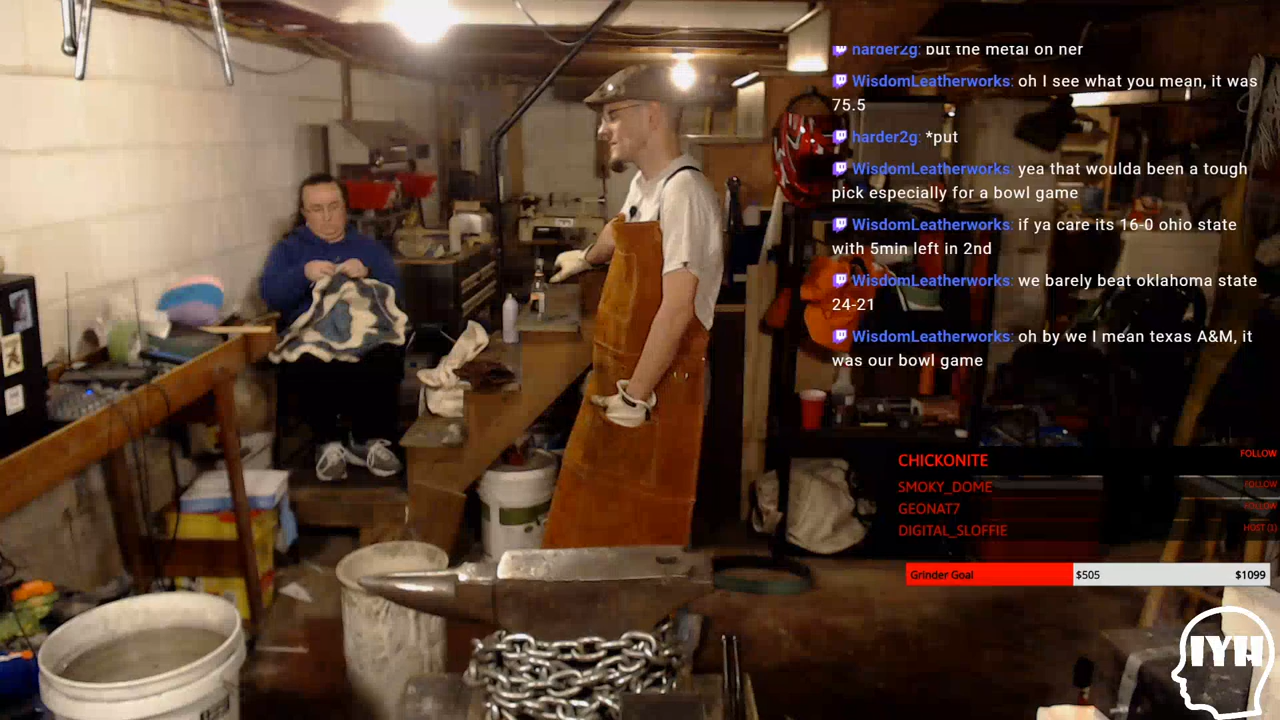 harder2g: but the metal on her
WisdomLeatherworks: oh I see what you mean, it was
75.5
harder2g: *put
WisdomLeatherworks: yea that woulda been a tough
pick especially for a bowl game
WisdomLeatherworks: if ya care its 16-0 ohio state
with 5min left in 2nd
WisdomLeatherworks: we barely beat oklahoma state
24-21
WisdomLeatherworks: oh by we I mean texas A&M, it
was our bowl game
CHICKONITE FOLLOW
SMOKY_DOME FOLLOW
GEONAT7 FOLLOW
DIGITAL_SLOFFIE HOST (1)
Grinder Goal $505 $1099
IYH